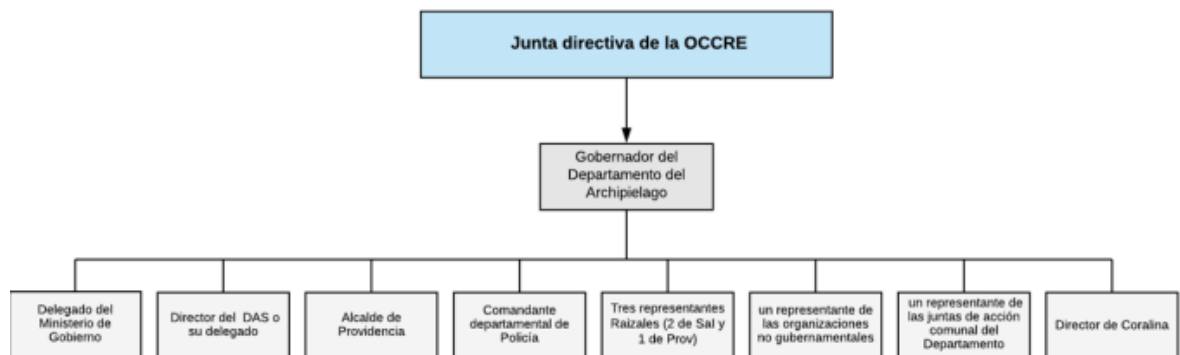 Junta directiva de la OCCRE
Gobernador del
Departamento del
Archipielago
Delegado del
Ministerio de
Gobierno
Director del DAS o
su delegado
Alcalde de
Providencia
Comandante
departamental de
Policía
Tres representantes
Raizales (2 de Sal y
1 de Prov)
un representante de
las organizaciones
no gubernamentales
un representante de
las juntas de acción
comunal del
Departamento
Director de Coralina